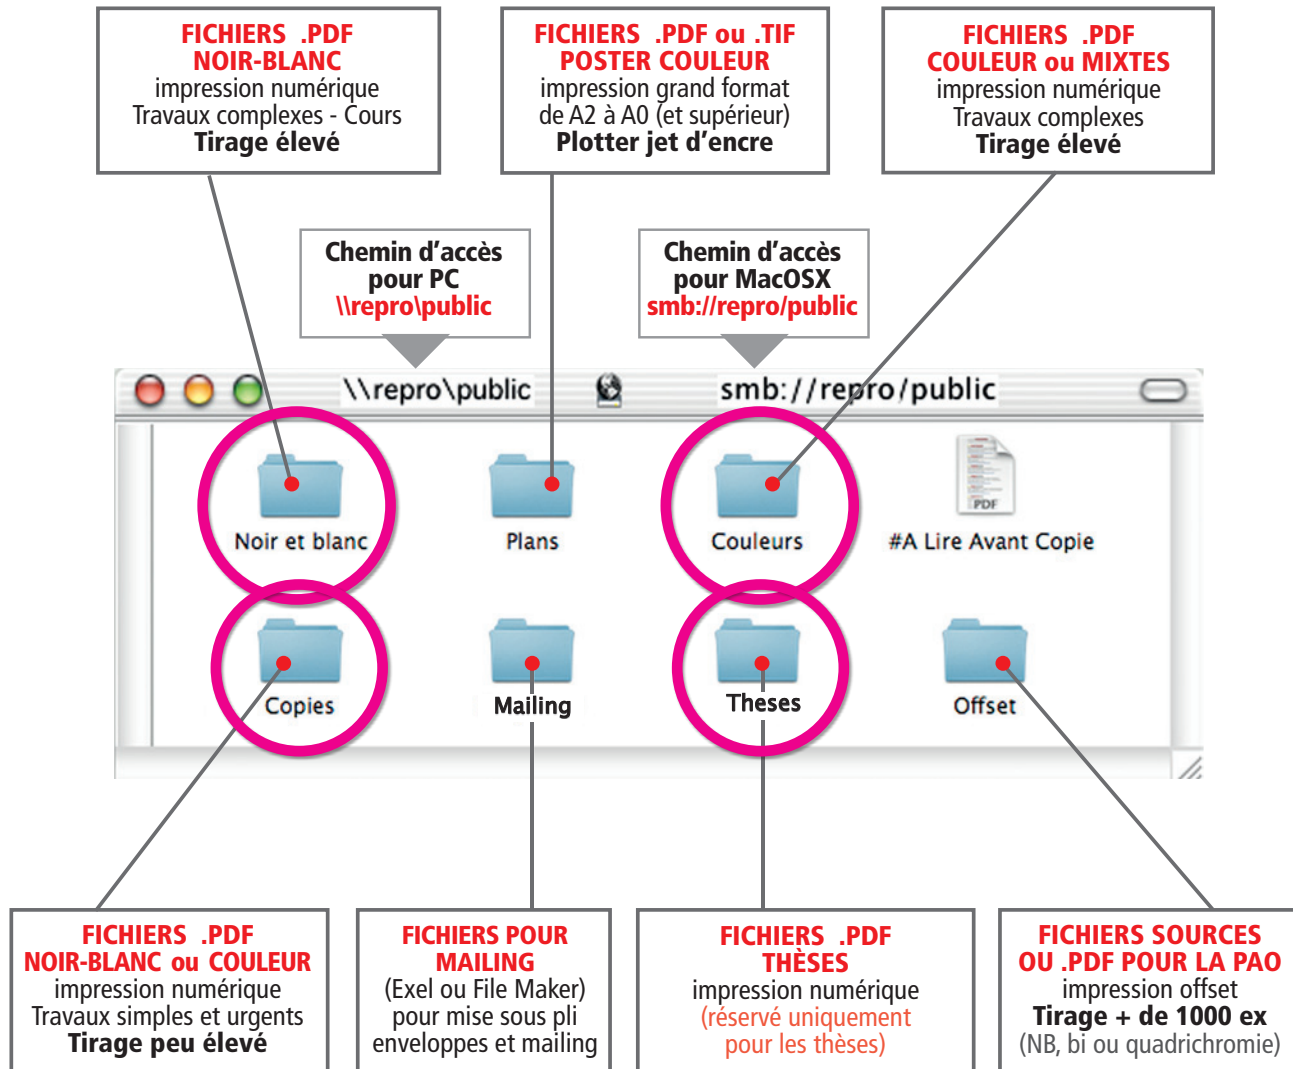 FICHIERS .PDF
NOIR-BLANC
impression numérique
Travaux complexes - Cours
Tirage élevé
FICHIERS .PDF ou .TIF
POSTER COULEUR
impression grand format
de A2 à A0 (et supérieur)
Plotter jet d'encre
FICHIERS .PDF
COULEUR ou MIXTES
impression numérique
Travaux complexes
Tirage élevé
Chemin d'accès
pour PC
\\repro\public
Chemin d'accès
pour MacOSX
smb://repro/public
\\repro\public
smb://repro/public
PDF
Noir et blanc
Plans
Couleurs
#A Lire Avant Copie
Copies
Mailing
Theses
Offset
FICHIERS .PDF
NOIR-BLANC ou COULEUR
impression numérique
Travaux simples et urgents
Tirage peu élevé
FICHIERS POUR
MAILING
(Exel ou File Maker)
pour mise sous pli
enveloppes et mailing
FICHIERS .PDF
THÈSES
impression numérique
(réservé uniquement
pour les thèses)
FICHIERS SOURCES
OU .PDF POUR LA PAO
impression offset
Tirage + de 1000 ex
(NB, bi ou quadrichromie)